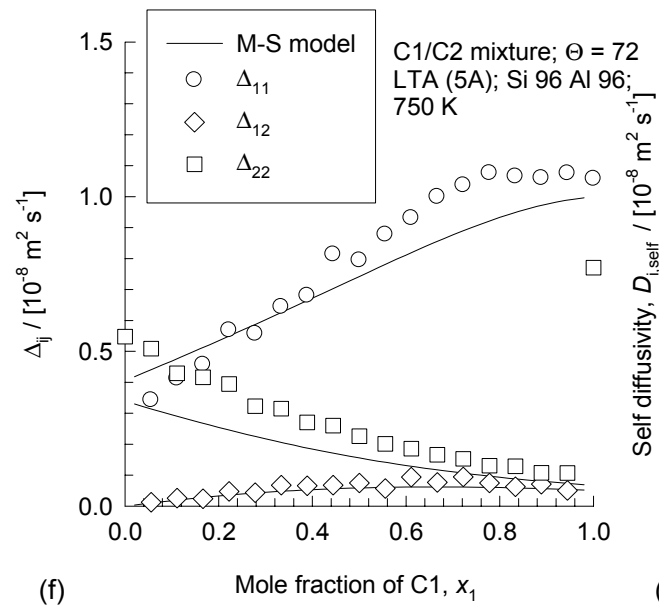 1.5
M-S model
Δ11
Δ12
Δ22
C1/C2 mixture; Θ = 72
LTA (5A); Si 96 Al 96;
750 K
1.0
0.5
0.0
Δij / [10-8 m2 s-1]
Self diffusivity, Di,self / [10-8 m2 s-1]
0.0 0.2 0.4 0.6 0.8 1.0
(f) Mole fraction of C1, x1 (